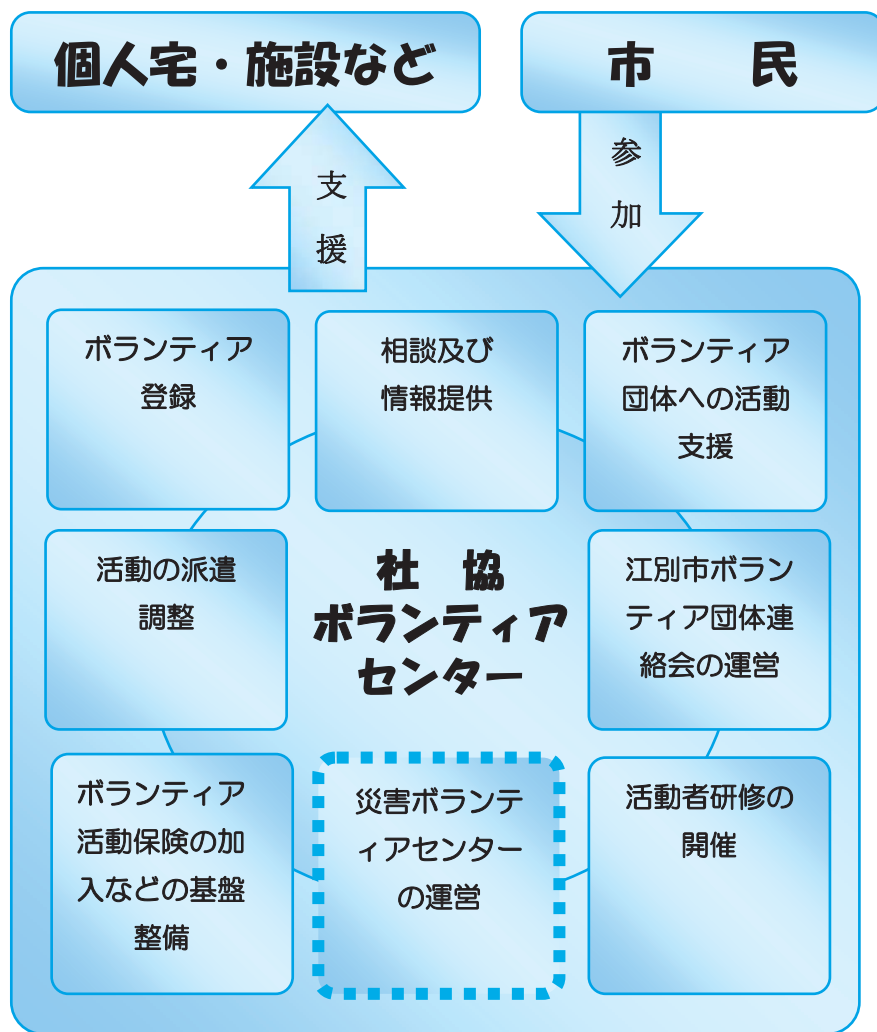 個人宅・施設など
市　民
支
援
参
加
ボランティア
登録
相談及び
情報提供
ボランティア
団体への活動
支援
活動の派遣
調整
社　協
ボランティア
センター
江別市ボラン
ティア団体連
絡会の運営
ボランティア
活動保険の加
入などの基盤
整備
災害ボランテ
ィアセンター
の運営
活動者研修の
開催